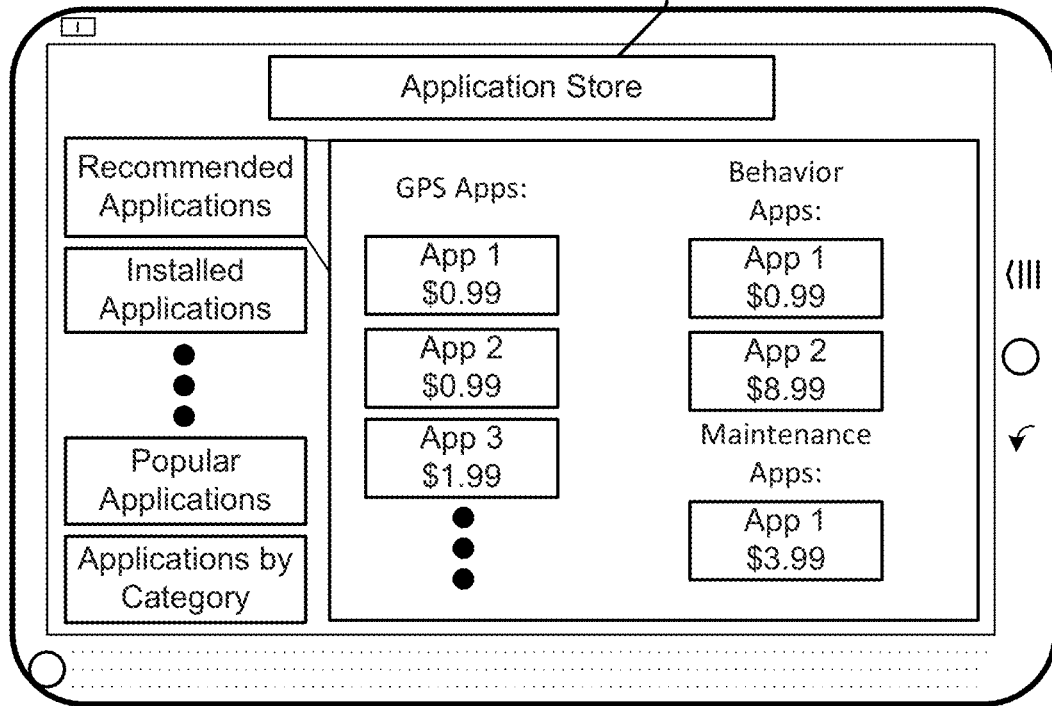 Application Store
Recommended
Applications
Installed
Applications
Popular
Applications
Applications by
Category
GPS Apps:
App 1
$0.99
App 2
$0.99
App 3
$1.99
Behavior
Apps:
App 1
$0.99
App 2
$8.99
Maintenance
Apps:
App 1
$3.99